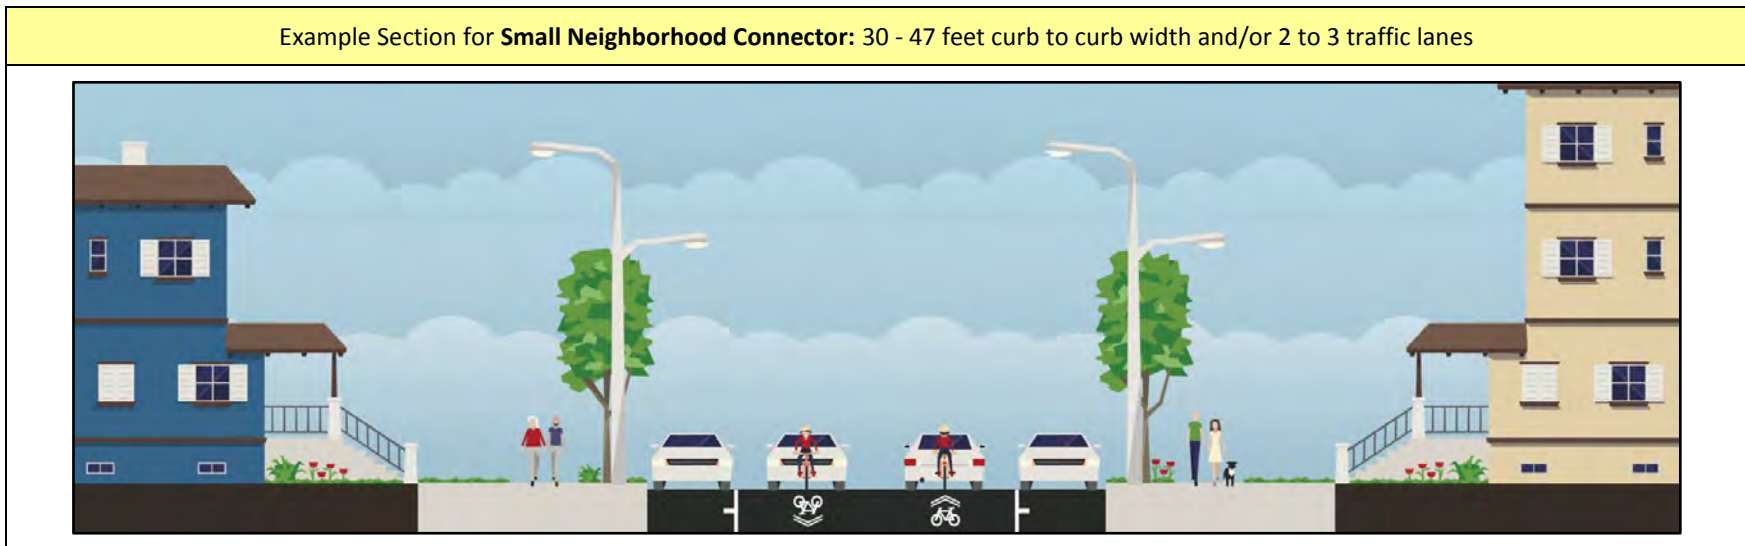 Example Section for Small Neighborhood Connector: 30 - 47 feet curb to curb width and/or 2 to 3 traffic lanes